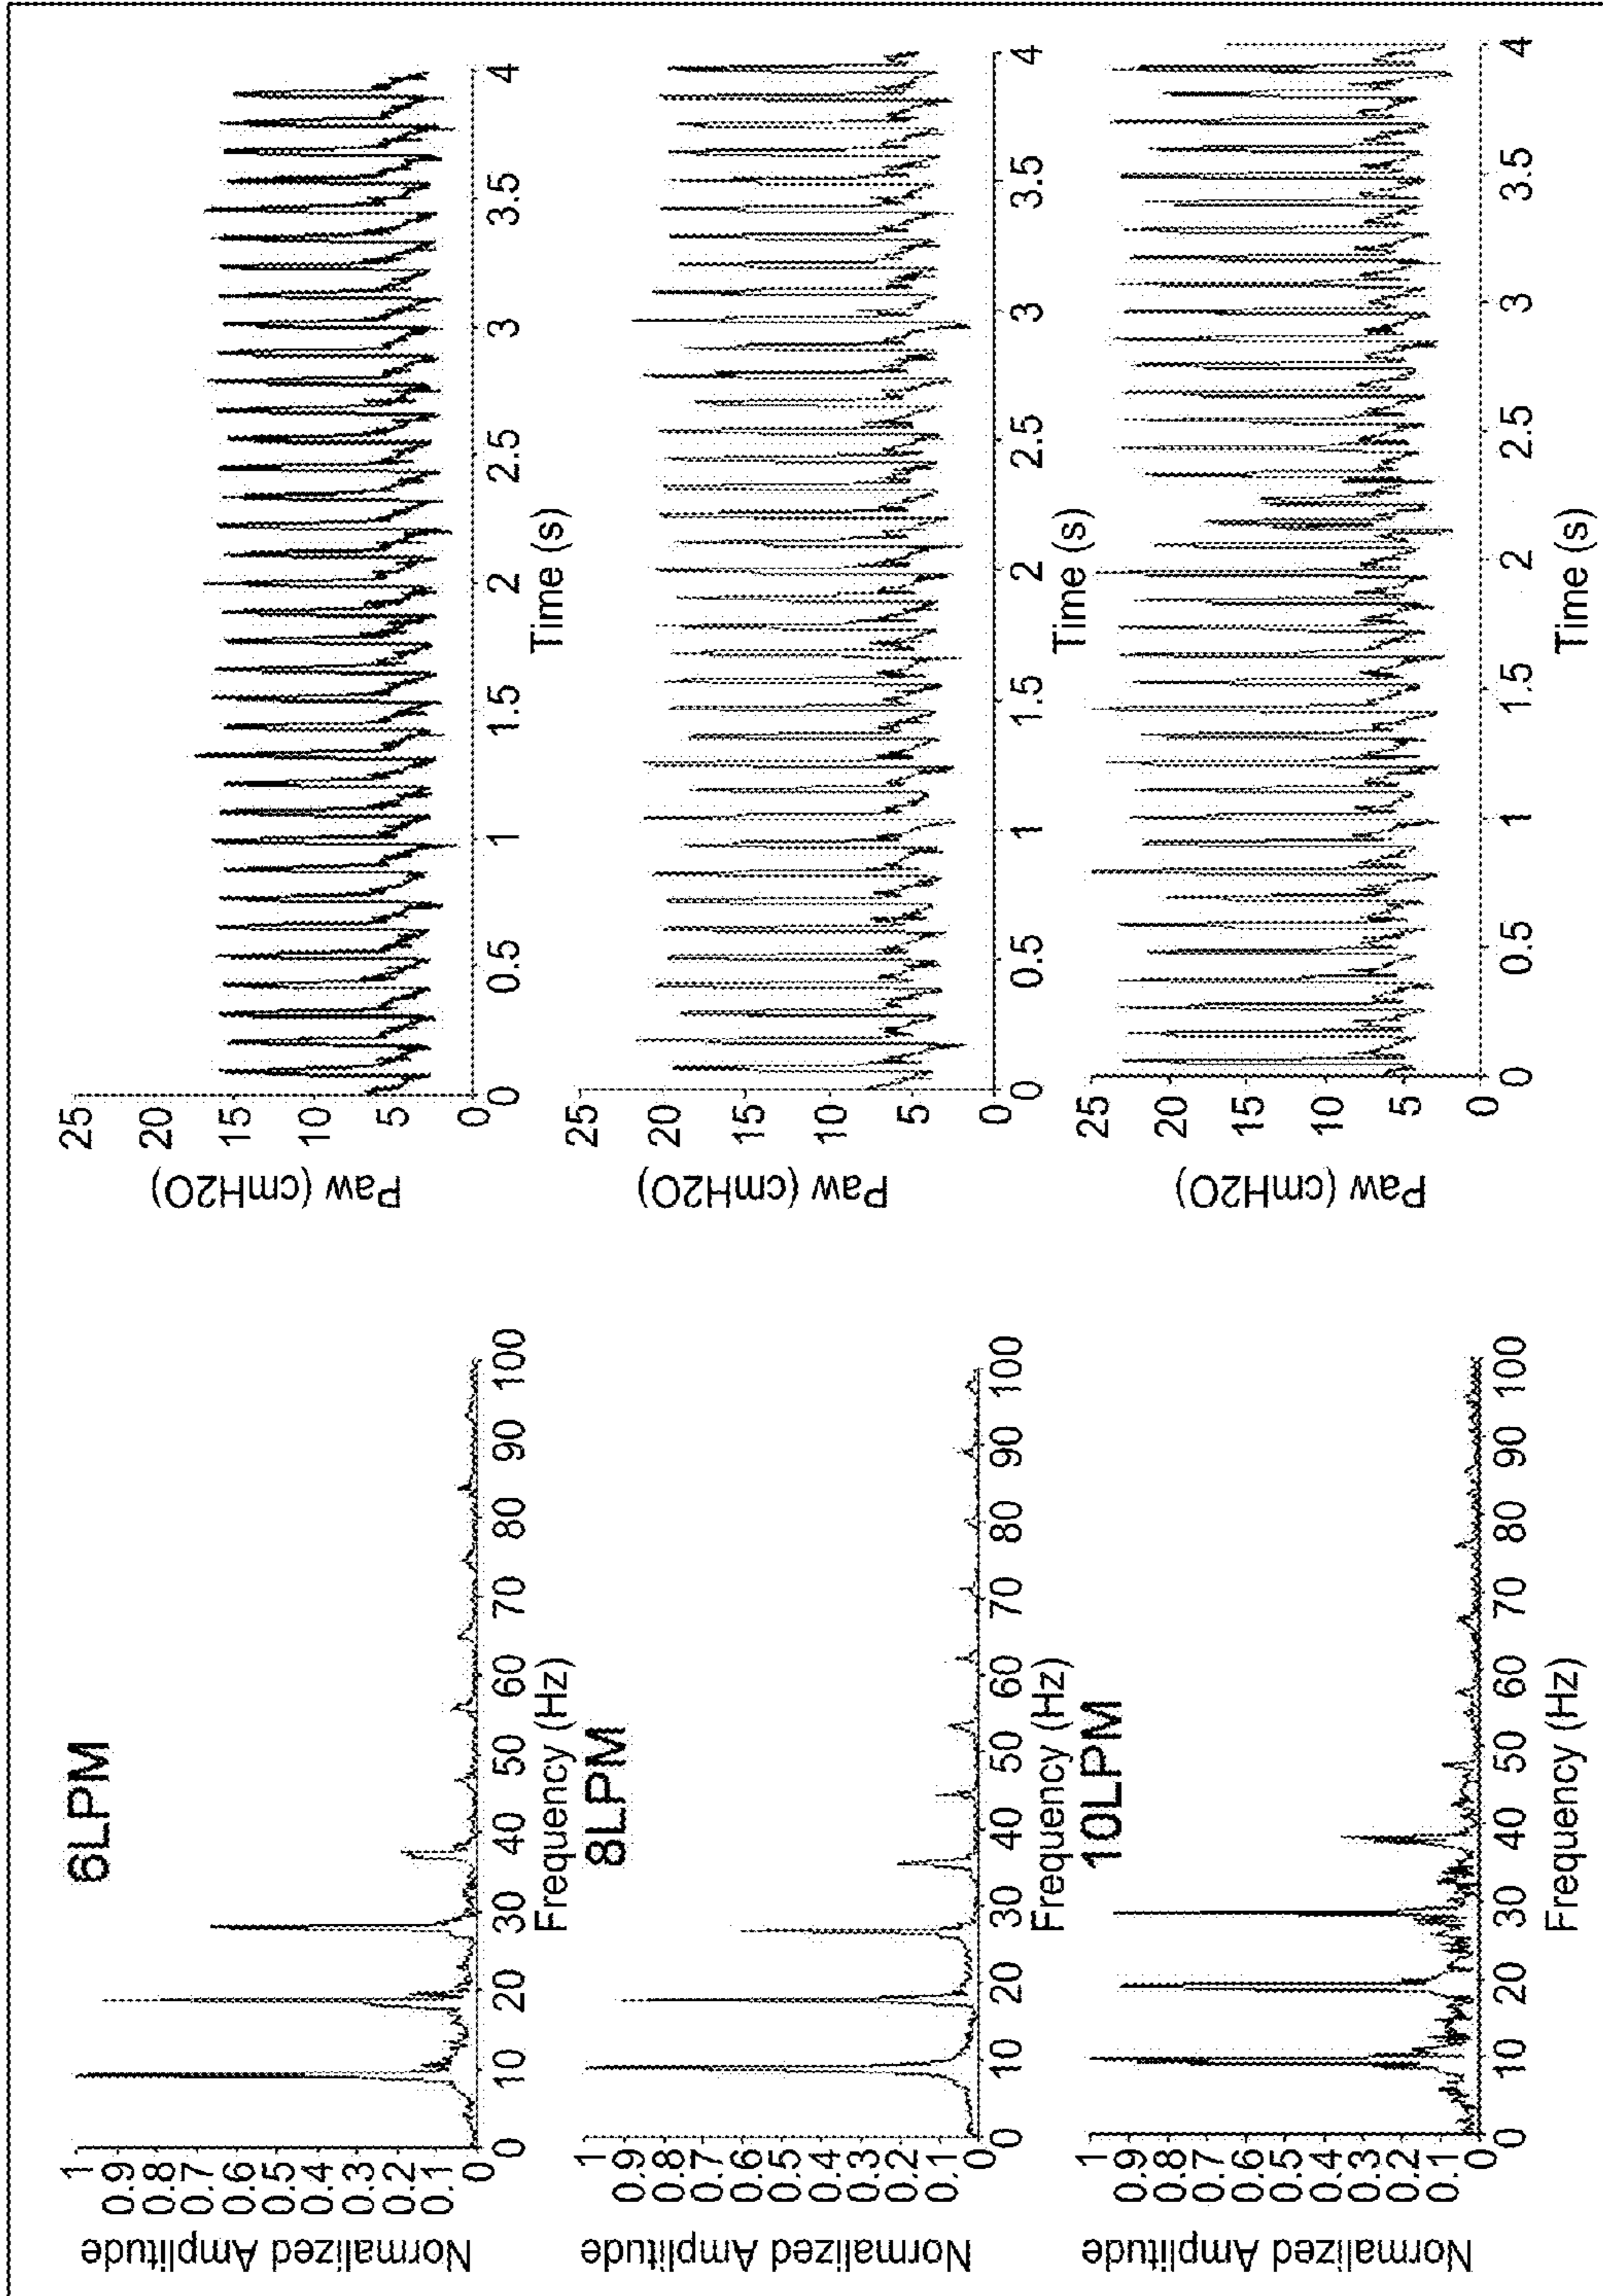 6LPM
Normalized Amplitude
1
0.9
0.8
0.7
0.6
0.5
0.4
0.3
0.2
0.1
0
0 10 20 30 40 50 60 70 80 90 100
Frequency (Hz)
Paw (cmH2O)
25
20
15
10
5
0
0 0.5 1 1.5 2 2.5 3 3.5 4
Time (s)
8LPM
Normalized Amplitude
1
0.9
0.8
0.7
0.6
0.5
0.4
0.3
0.2
0.1
0
0 10 20 30 40 50 60 70 80 90 100
Frequency (Hz)
Paw (cmH2O)
25
20
15
10
5
0
0 0.5 1 1.5 2 2.5 3 3.5 4
Time (s)
10LPM
Normalized Amplitude
1
0.9
0.8
0.7
0.6
0.5
0.4
0.3
0.2
0.1
0
0 10 20 30 40 50 60 70 80 90 100
Frequency (Hz)
Paw (cmH2O)
25
20
15
10
5
0
0 0.5 1 1.5 2 2.5 3 3.5 4
Time (s)